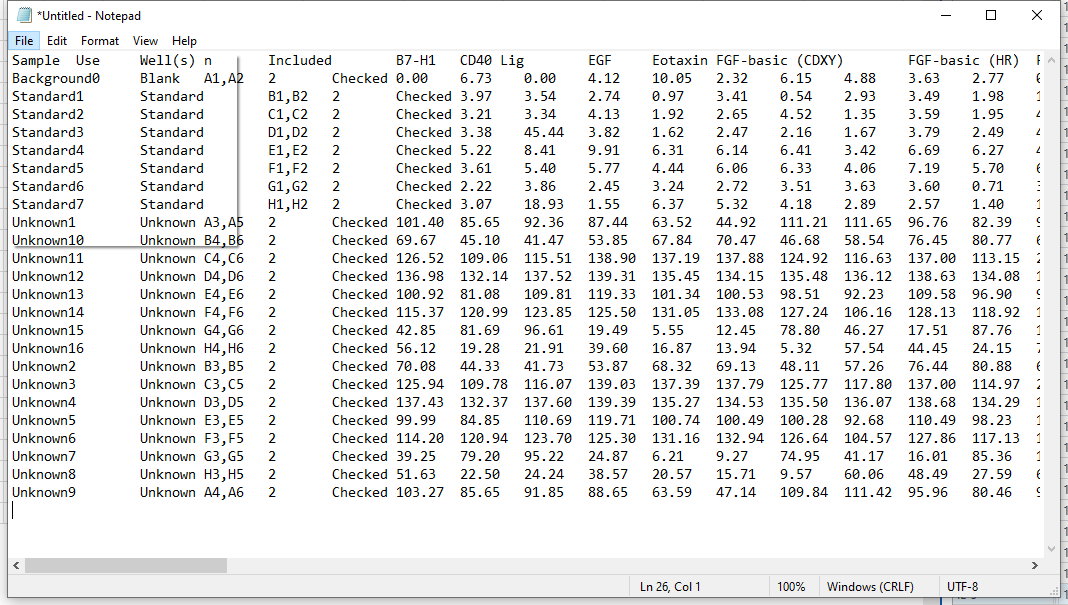 *Untitled - Notepad
File Edit Format View Help
Sample Use Well(s) n Included B7-H1 CD40 Lig EGF Eotaxin FGF-basic (CDXY) FGF-basic (HR)
Background0 Blank A1,A2 2 Checked 0.00 6.73 0.00 4.12 10.05 2.32 6.15 4.88 3.63 2.77
Standard1 Standard B1,B2 2 Checked 3.97 3.54 2.74 0.97 3.41 0.54 2.93 3.49 1.98
Standard2 Standard C1,C2 2 Checked 3.21 3.34 4.13 1.92 2.65 4.52 1.35 3.59 1.95
Standard3 Standard D1,D2 2 Checked 3.38 45.44 3.82 1.62 2.47 2.16 1.67 3.79 2.49
Standard4 Standard E1,E2 2 Checked 5.22 8.41 9.91 6.31 6.14 6.41 3.42 6.69 6.27
Standard5 Standard F1,F2 2 Checked 3.61 5.40 5.77 4.44 6.06 6.33 4.06 7.19 5.70
Standard6 Standard G1,G2 2 Checked 2.22 3.86 2.45 3.24 2.72 3.51 3.63 3.60 0.71
Standard7 Standard H1,H2 2 Checked 3.07 18.93 1.55 6.37 5.32 4.18 2.89 2.57 1.40
Unknown1 Unknown A3,A5 2 Checked 101.40 85.65 92.36 87.44 63.52 44.92 111.21 111.65 96.76 82.39
Unknown10 Unknown B4,B6 2 Checked 69.67 45.10 41.47 53.85 67.84 70.47 46.68 58.54 76.45 80.77
Unknown11 Unknown C4,C6 2 Checked 126.52 109.06 115.51 138.90 137.19 137.88 124.92 116.63 137.00 113.15
Unknown12 Unknown D4,D6 2 Checked 136.98 132.14 137.52 139.31 135.45 134.15 135.48 136.12 138.63 134.08
Unknown13 Unknown E4,E6 2 Checked 100.92 81.08 109.81 119.33 101.34 100.53 98.51 92.23 109.58 96.90
Unknown14 Unknown F4,F6 2 Checked 115.37 120.99 123.85 125.50 131.05 133.08 127.24 106.16 128.13 118.92
Unknown15 Unknown G4,G6 2 Checked 42.85 81.69 96.61 19.49 5.55 12.45 78.80 46.27 17.51 87.76
Unknown16 Unknown H4,H6 2 Checked 56.12 19.28 21.91 39.60 16.87 13.94 5.32 57.54 44.45 24.15
Unknown2 Unknown B3,B5 2 Checked 70.08 44.33 41.73 53.87 68.32 69.13 48.11 57.26 76.44 80.88
Unknown3 Unknown C3,C5 2 Checked 125.94 109.78 116.07 139.03 137.39 137.79 125.77 117.80 137.00 114.97
Unknown4 Unknown D3,D5 2 Checked 137.43 132.37 137.60 139.39 135.27 134.53 135.50 136.07 138.68 134.29
Unknown5 Unknown E3,E5 2 Checked 99.99 84.85 110.69 119.71 100.74 100.49 100.28 92.68 110.49 98.23
Unknown6 Unknown F3,F5 2 Checked 114.20 120.94 123.70 125.30 131.16 132.94 126.64 104.57 127.86 117.13
Unknown7 Unknown G3,G5 2 Checked 39.25 79.20 95.22 24.87 6.21 9.27 74.95 41.17 16.01 85.36
Unknown8 Unknown H3,H5 2 Checked 51.63 22.50 24.24 38.57 20.57 15.71 9.57 60.06 48.49 27.59
Unknown9 Unknown A4,A6 2 Checked 103.27 85.65 91.85 88.65 63.59 47.14 109.84 111.42 95.96 80.46
Ln 26, Col 1 100% Windows (CRLF) UTF-8